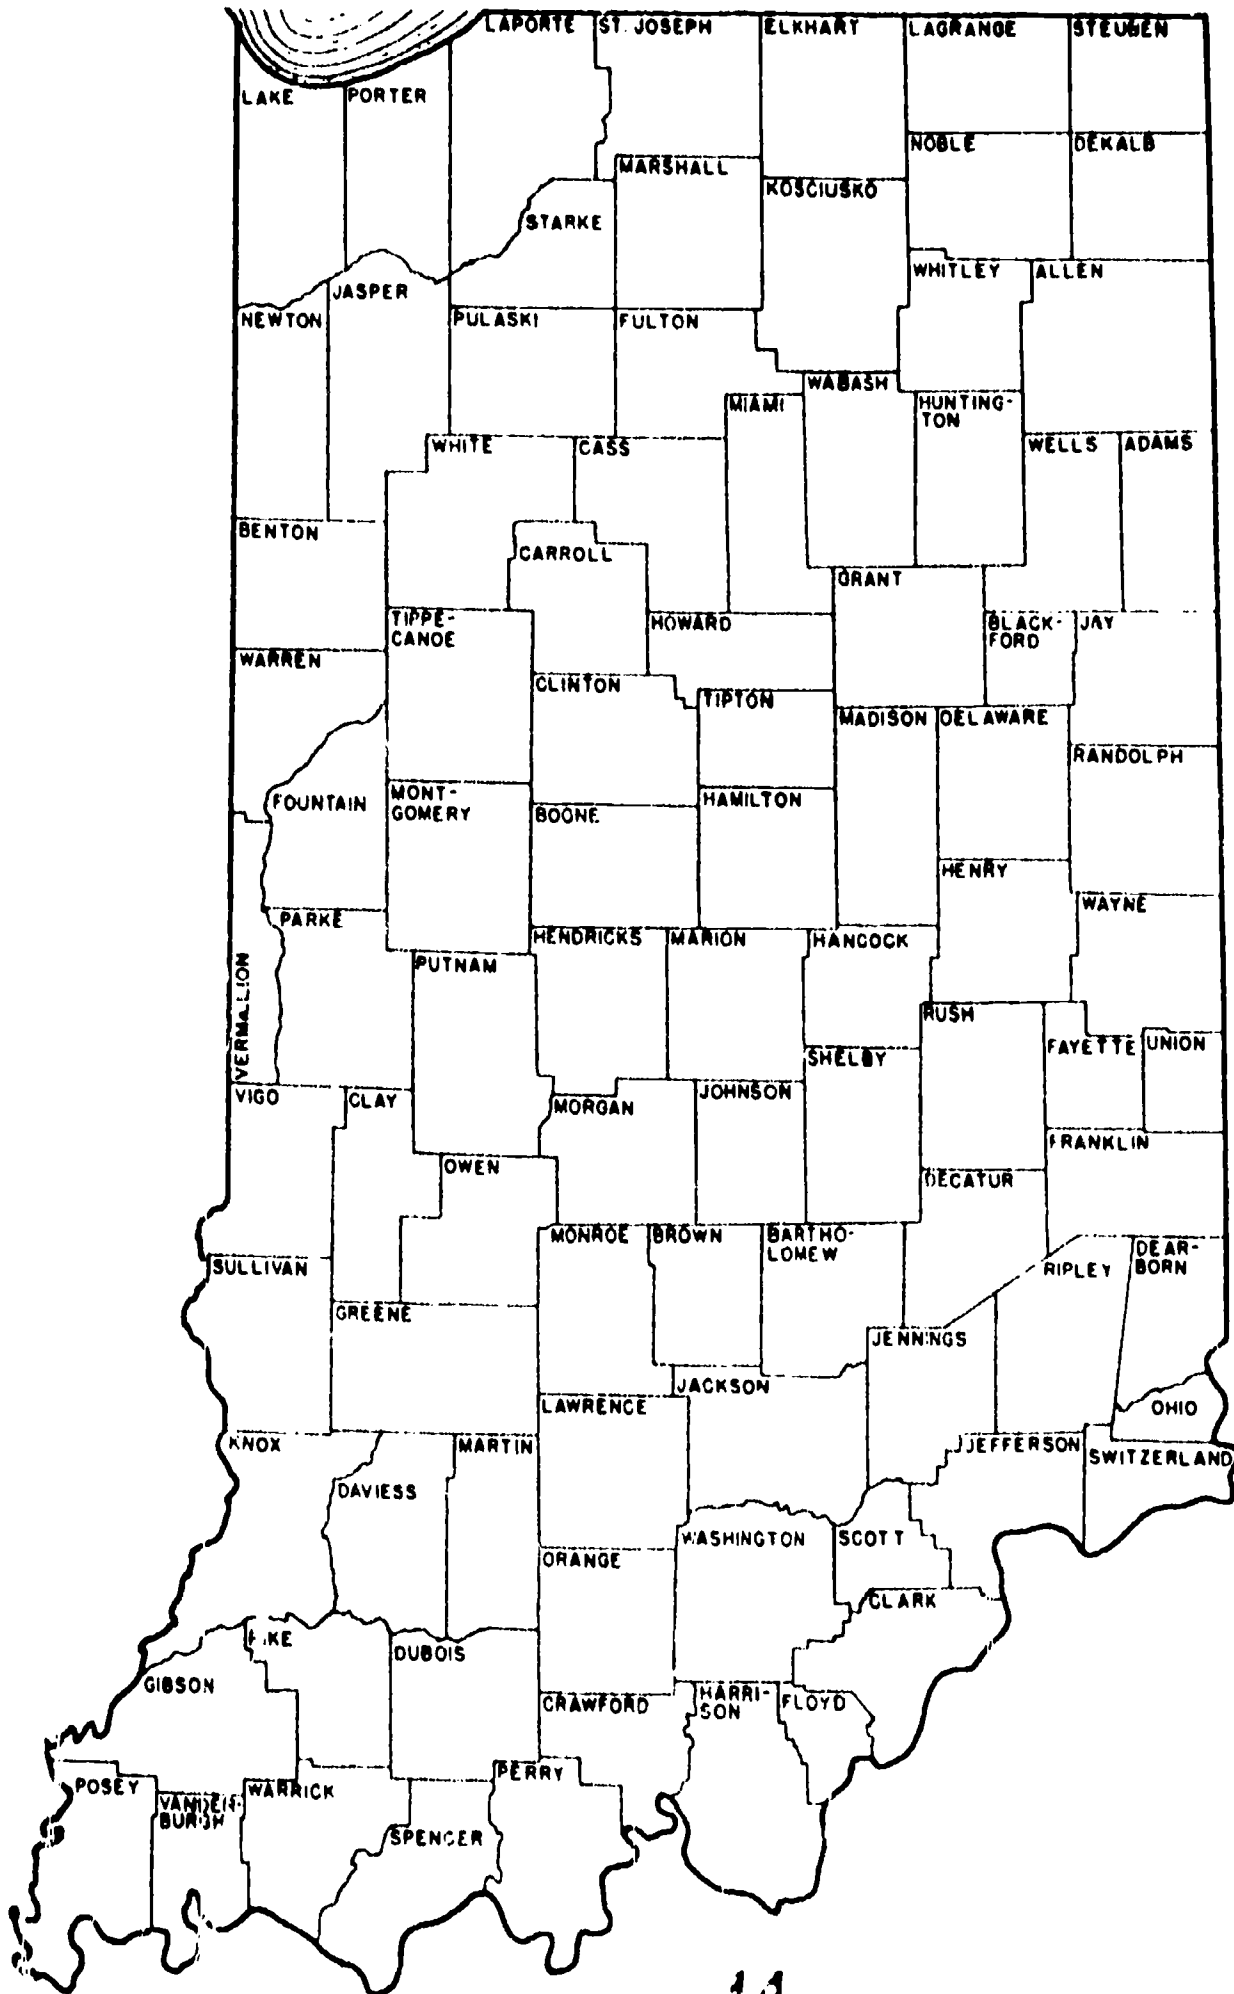 LAPORTE
ST. JOSEPH
ELKHART
LAGRANGE
STEUBEN
LAKE
PORTER
NOBLE
DEKALB
MARSHALL
KOSCIUSKO
STARKE
WHITLEY
ALLEN
JASPER
NEWTON
PULASKI
FULTON
WABASH
MIAMI
HUNTING-
TON
WHITE
CASS
WELLS
ADAMS
BENTON
CARROLL
GRANT
TIPPE-
CANOE
HOWARD
BLACK-
FORD
JAY
WARREN
CLINTON
TIPTON
MADISON
DELAWARE
RANDOLPH
FOUNTAIN
MONT-
GOMERY
BOONE
HAMILTON
HENRY
WAYNE
PARKE
HENDRICKS
MARION
HANCOCK
PUTNAM
VERMILLION
RUSH
FAYETTE
UNION
SHELBY
VIGO
CLAY
MORGAN
JOHNSON
FRANKLIN
OWEN
DECATUR
MONROE
BROWN
BARTHO-
LOMEW
DEAR-
BORN
SULLIVAN
RIPLEY
GREENE
JENNINGS
JACKSON
LAWRENCE
OHIO
KNOX
MARTIN
JEFFERSON
SWITZERLAND
DAVIESS
WASHINGTON
SCOTT
ORANGE
CLARK
PIKE
DUBOIS
GIBSON
CRAWFORD
HARRI-
SON
FLOYD
PERRY
POSEY
VANDER-
BURGH
WARRICK
SPENCER